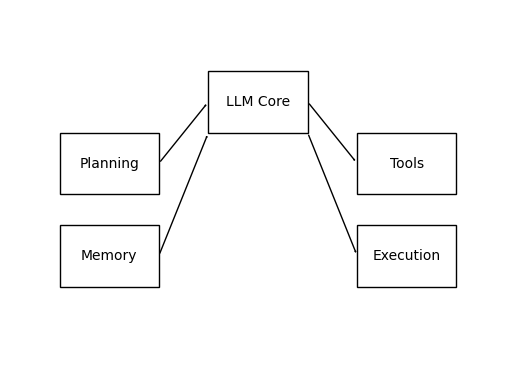 LLM Core
Planning
Tools
Memory
Execution